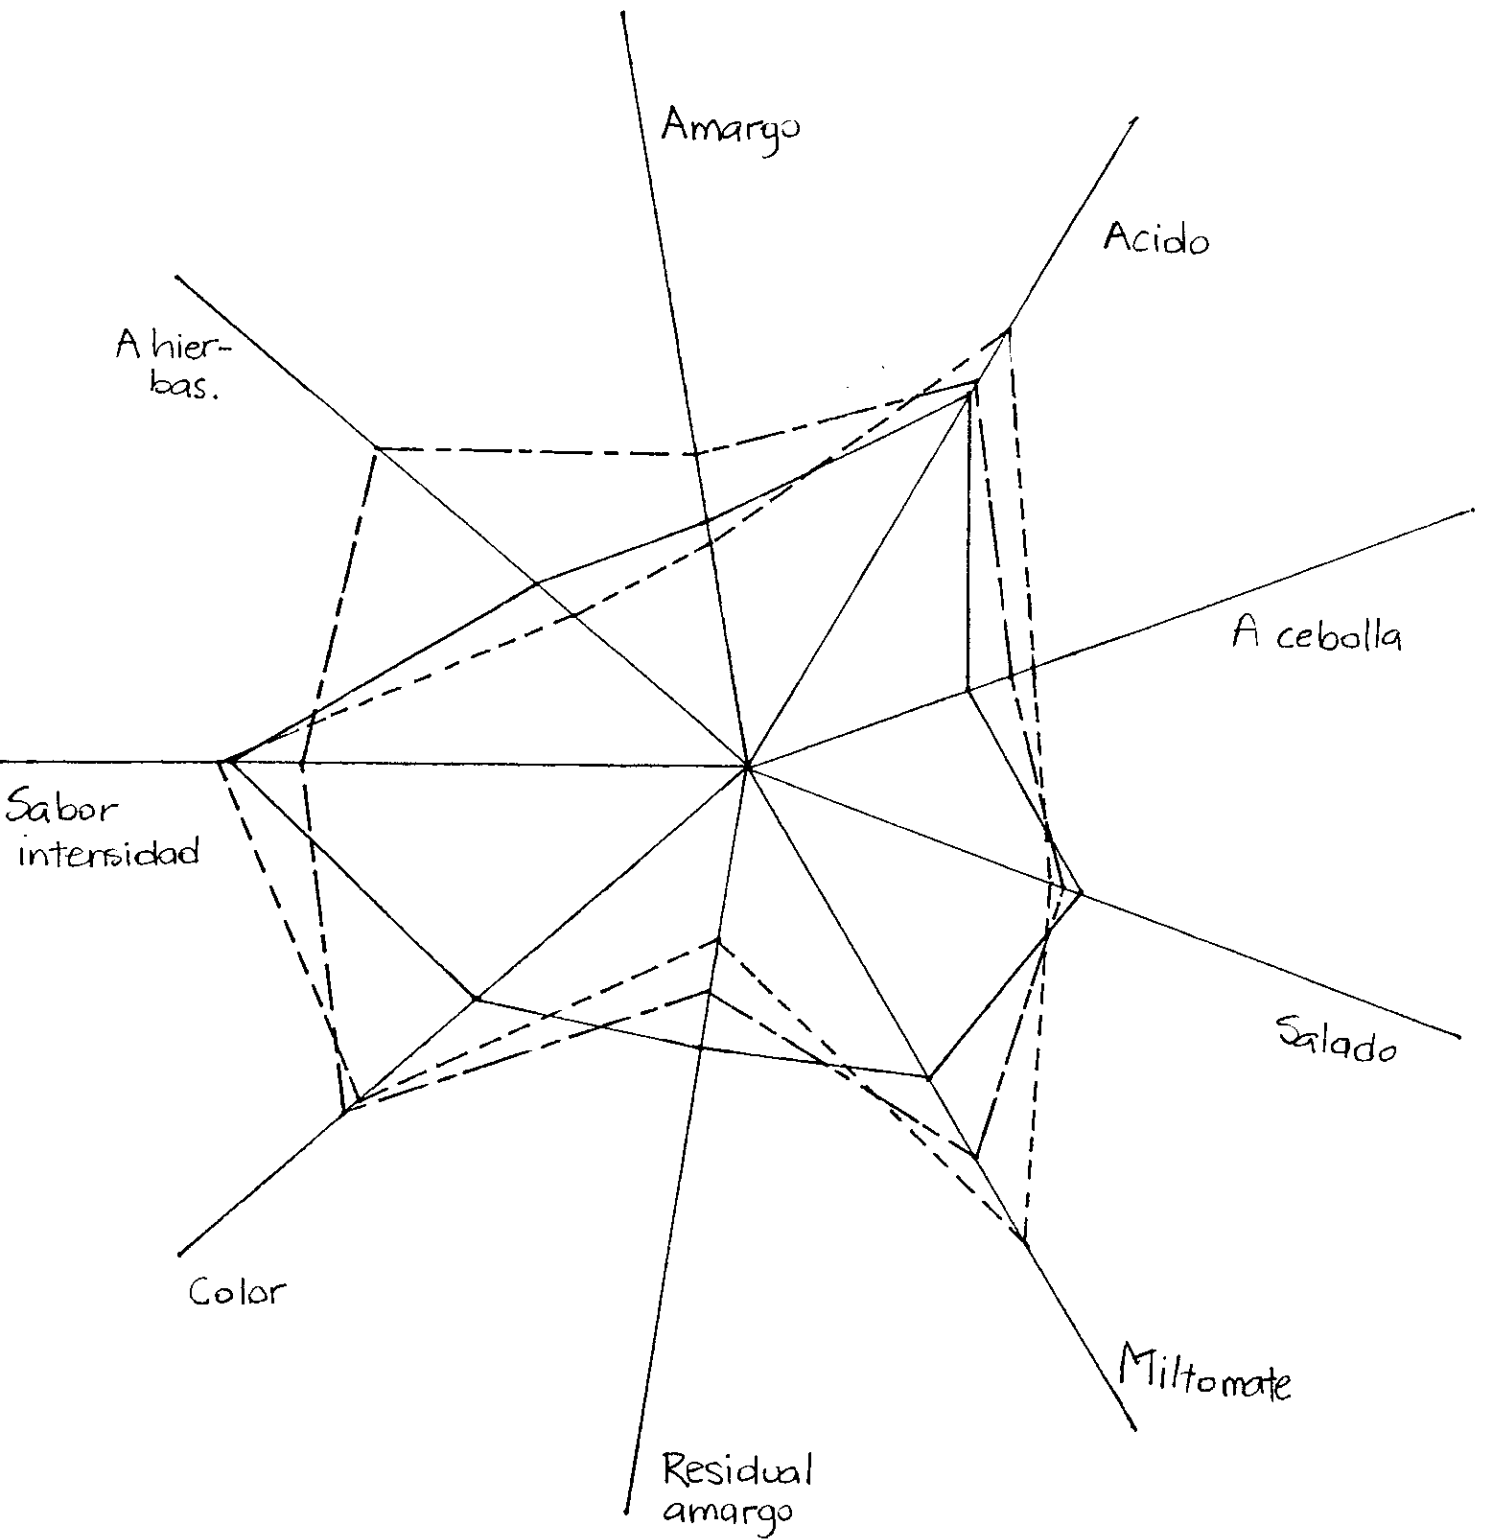 Amargo
Acido
A hier-
bas.
A cebolla
Sabor
intensidad
Salado
Color
Miltomate
Residual
amargo